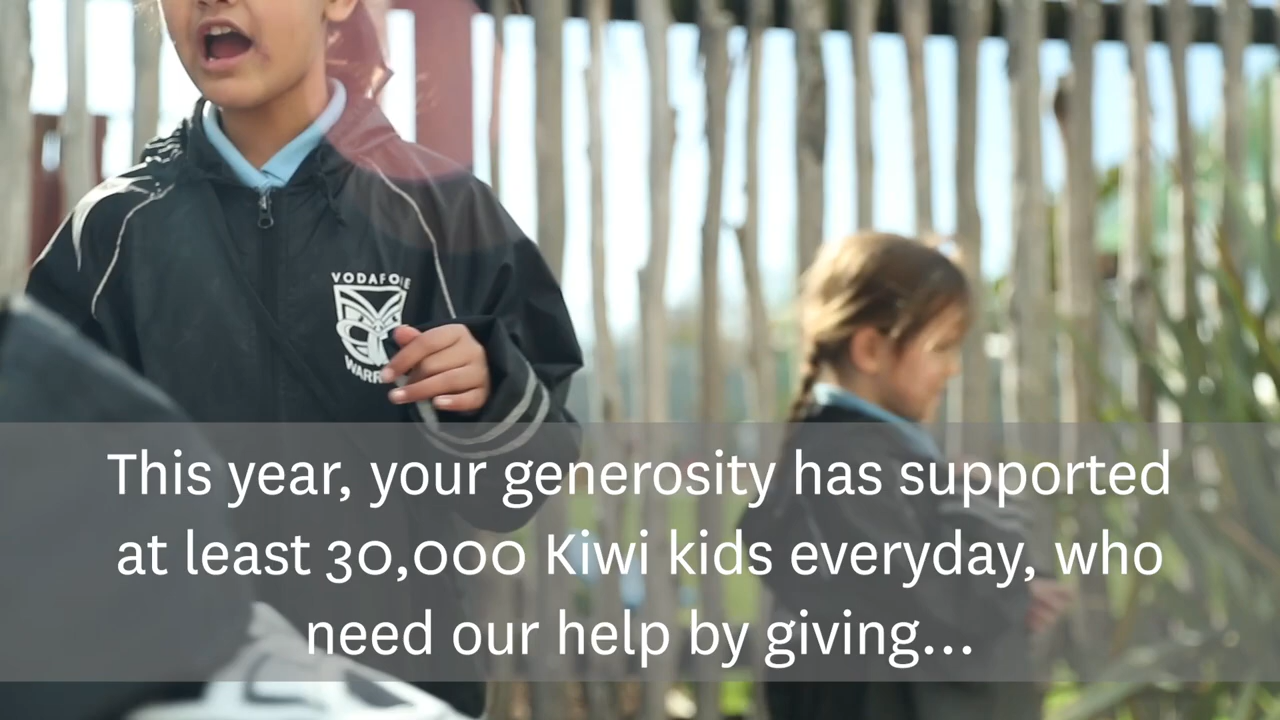 VODAFONE
This year, your generosity has supported
at least 30,000 Kiwi kids everyday, who
need our help by giving...